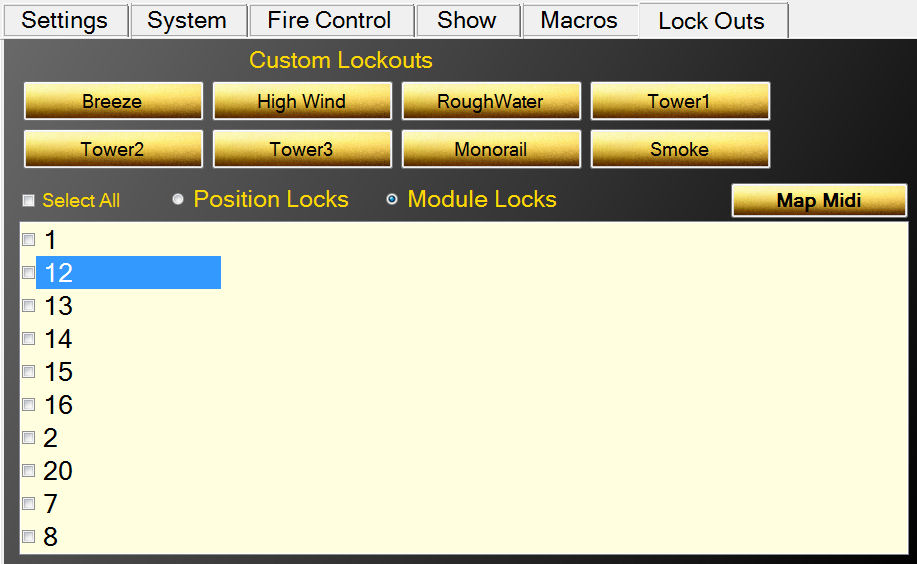 Settings System Fire Control Show Macros Lock Outs
Custom Lockouts
Breeze High Wind RoughWater Tower1
Tower2 Tower3 Monorail Smoke
Select All Position Locks Module Locks Map Midi
1
12
13
14
15
16
2
20
7
8